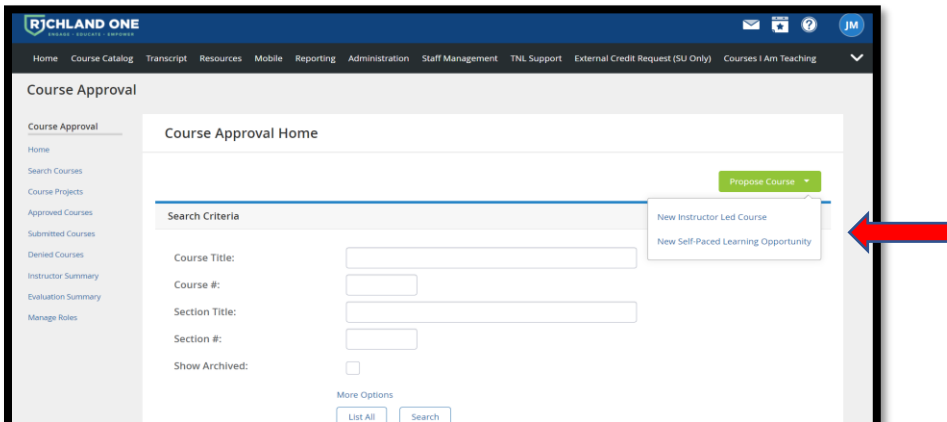 RICHLAND ONE
ENGAGE · EDUCATE · EMPOWER
JM
Home Course Catalog Transcript Resources Mobile Reporting Administration Staff Management TNL Support External Credit Request (SU Only) Courses I Am Teaching
Course Approval
Course Approval
Home
Search Courses
Course Projects
Approved Courses
Submitted Courses
Denied Courses
Instructor Summary
Evaluation Summary
Manage Roles
Course Approval Home
Propose Course
New Instructor Led Course
New Self-Paced Learning Opportunity
Search Criteria
Course Title:
Course #:
Section Title:
Section #:
Show Archived:
More Options
List All Search